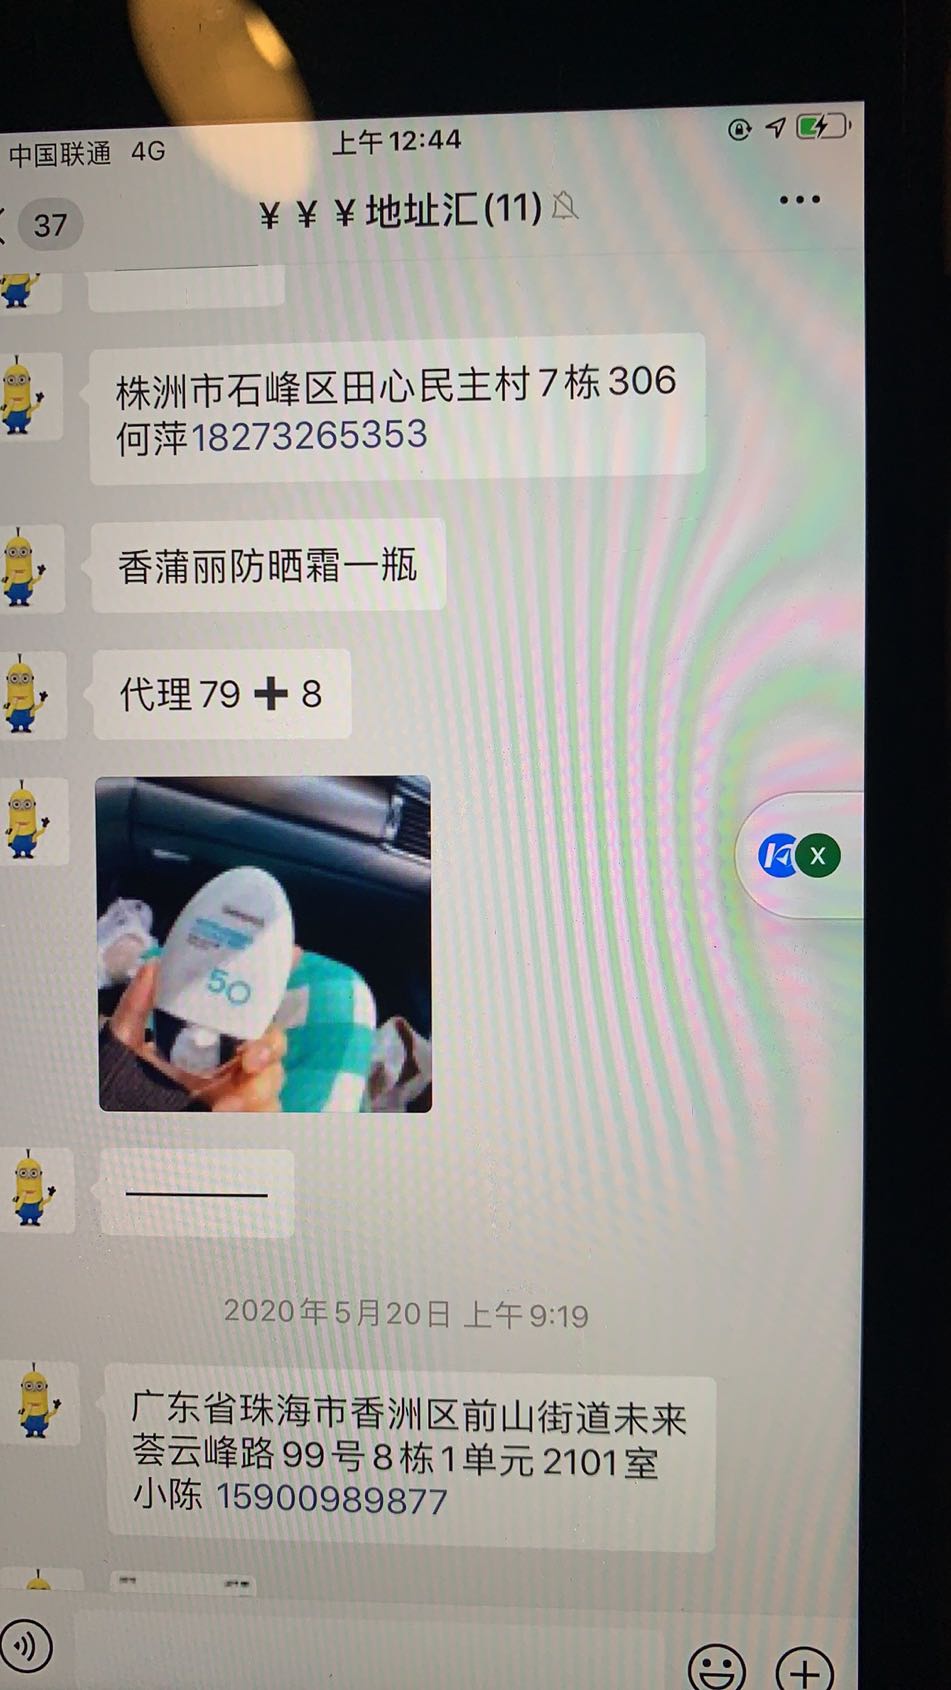 中国联通 4G
上午12:44
37
¥ ¥ ¥地址汇(11)
株洲市石峰区田心民主村7栋306
何萍18273265353
香蒲丽防晒霜一瓶
代理79➕8
50
X
2020年5月20日 上午9:19
广东省珠海市香洲区前山街道未来
荟云峰路99号8栋1单元2101室
小陈 15900989877